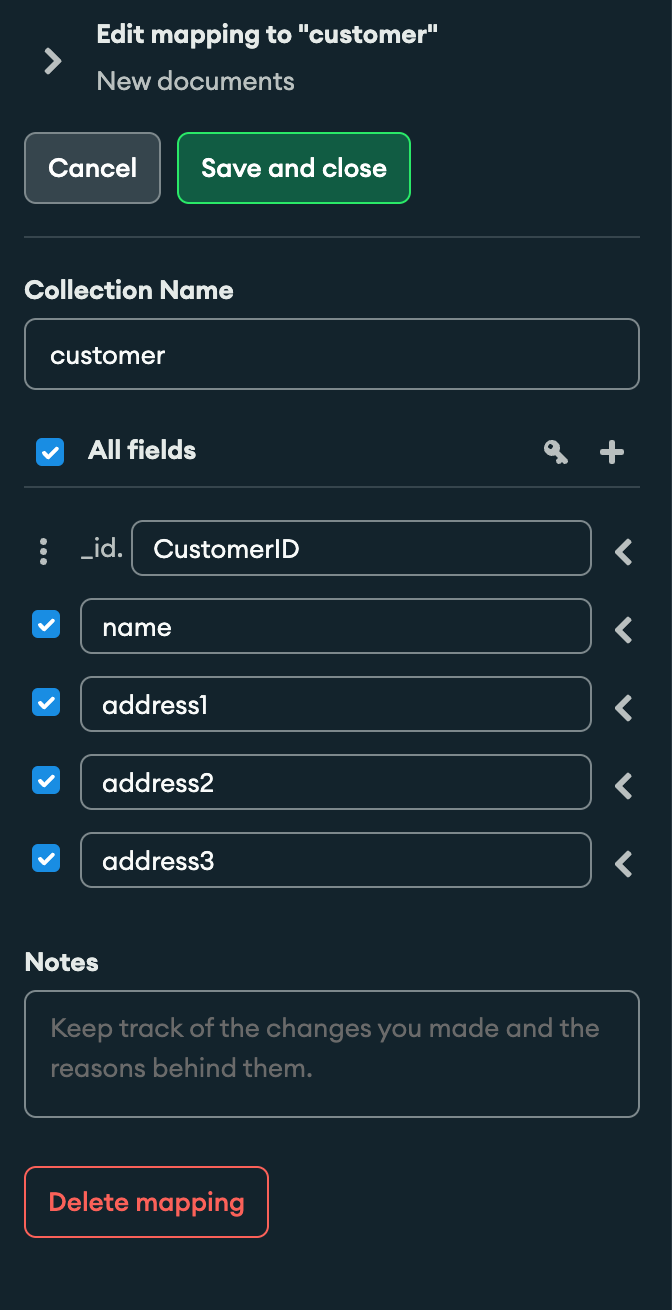 Edit mapping to "customer"
New documents
Cancel
Save and close
Collection Name
customer
All fields
_id.
CustomerID
name
address1
address2
address3
Notes
Keep track of the changes you made and the
reasons behind them.
Delete mapping